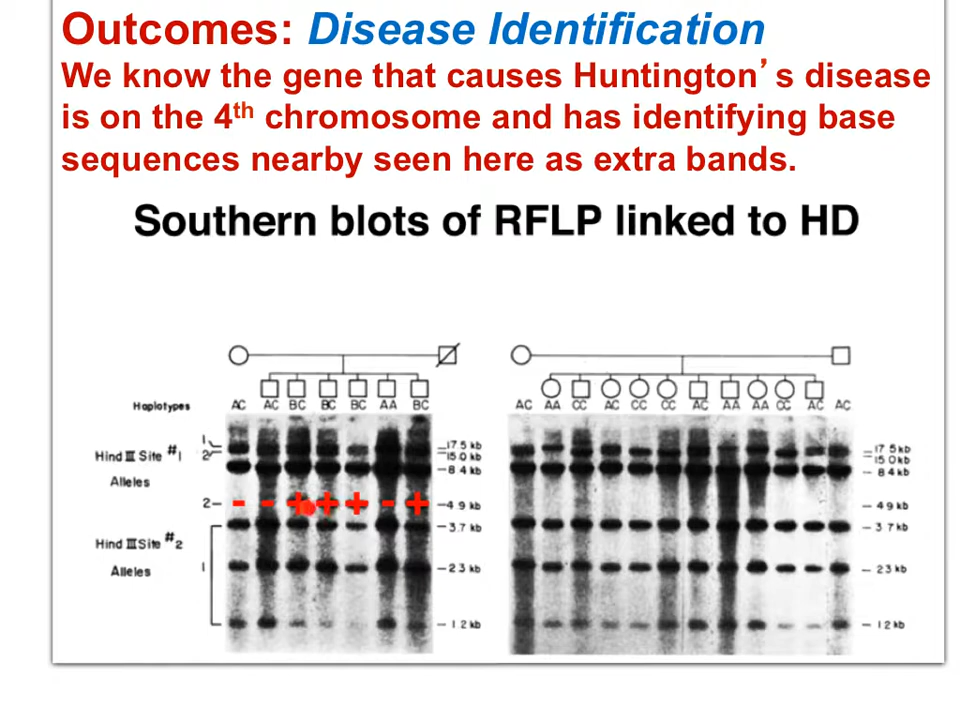 Outcomes: Disease Identification
We know the gene that causes Huntington’s disease
is on the 4th chromosome and has identifying base
sequences nearby seen here as extra bands.
Southern blots of RFLP linked to HD
Haplotypes AC AC BC BC BC AA BC AC AA CC AC CC CC AC AA AA CC AC AC
Hind III Site #1
Alleles
1
2
17.5 kb
15.0 kb
8.4 kb
2 - - + + + - + 4.9 kb
3.7 kb
Hind III Site #2
Alleles
1
2.3 kb
1.2 kb
17.5 kb
15.0 kb
8.4 kb
4.9 kb
3.7 kb
2.3 kb
1.2 kb